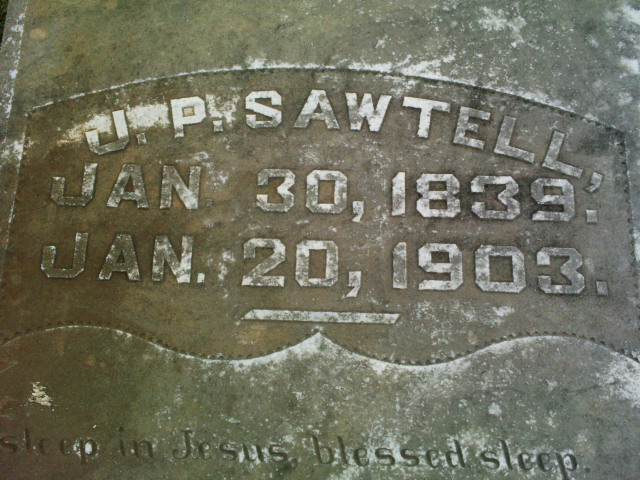 J. P. SAWTELL,
JAN. 30, 1839.
JAN. 20, 1903.
sleep in Jesus, blessed sleep.